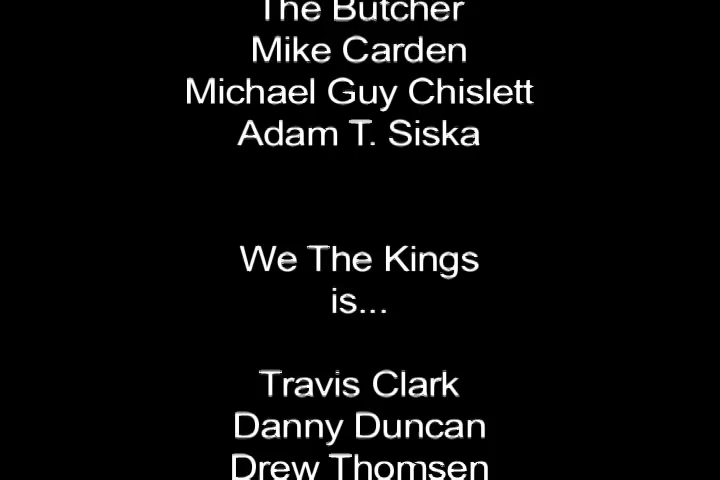 The Butcher
Mike Carden
Michael Guy Chislett
Adam T. Siska
We The Kings
is...
Travis Clark
Danny Duncan
Drew Thomsen